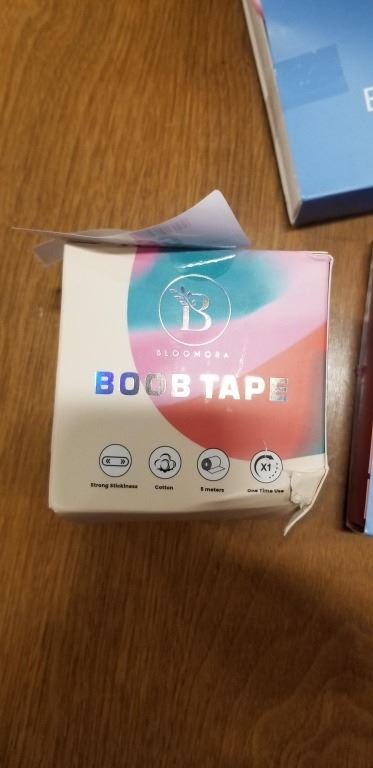 B
BLOOMORA
BOOB TAPE
X1
Strong Stickiness
Cotton
5 meters
One Time Use